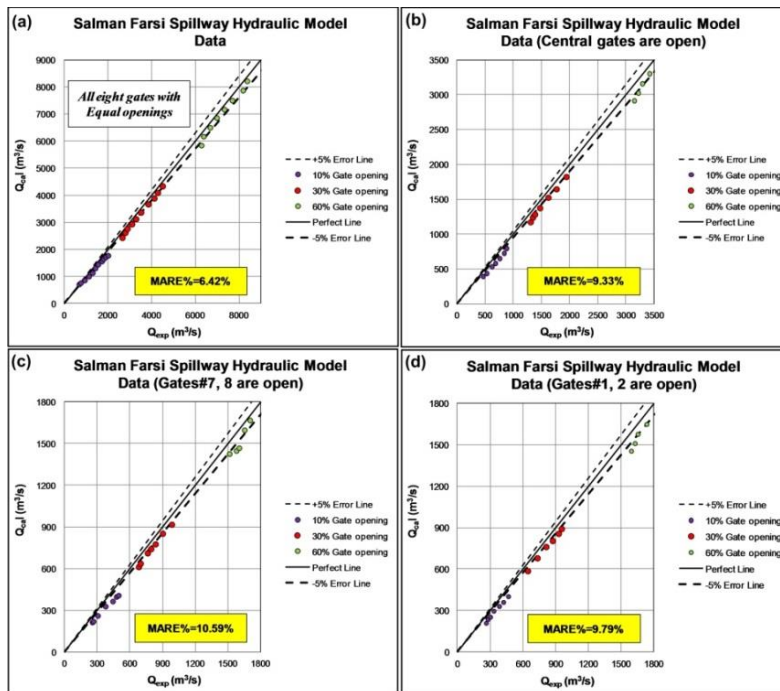 (a)
Salman Farsi Spillway Hydraulic Model
Data
9000
8000
7000
6000
5000
4000
3000
2000
1000
0
Q_cal (m³/s)
All eight gates with
Equal openings
+5% Error Line
10% Gate opening
30% Gate opening
60% Gate opening
Perfect Line
-5% Error Line
MARE%=6.42%
0 2000 4000 6000 8000
Q_exp (m³/s)
(b)
Salman Farsi Spillway Hydraulic Model
Data (Central gates are open)
3500
3000
2500
2000
1500
1000
500
0
Q_cal (m³/s)
+5% Error Line
10% Gate opening
30% Gate opening
60% Gate opening
Perfect Line
-5% Error Line
MARE%=9.33%
0 500 1000 1500 2000 2500 3000 3500
Q_exp (m³/s)
(c)
Salman Farsi Spillway Hydraulic Model
Data (Gates#7, 8 are open)
1800
1500
1200
900
600
300
0
Q_cal (m³/s)
+5% Error Line
10% Gate opening
30% Gate opening
60% Gate opening
Perfect Line
-5% Error Line
MARE%=10.59%
0 300 600 900 1200 1500 1800
Q_exp (m³/s)
(d)
Salman Farsi Spillway Hydraulic Model
Data (Gates#1, 2 are open)
1800
1500
1200
900
600
300
0
Q_cal (m³/s)
+5% Error Line
10% Gate opening
30% Gate opening
60% Gate opening
Perfect Line
-5% Error Line
MARE%=9.79%
0 300 600 900 1200 1500 1800
Q_exp (m³/s)